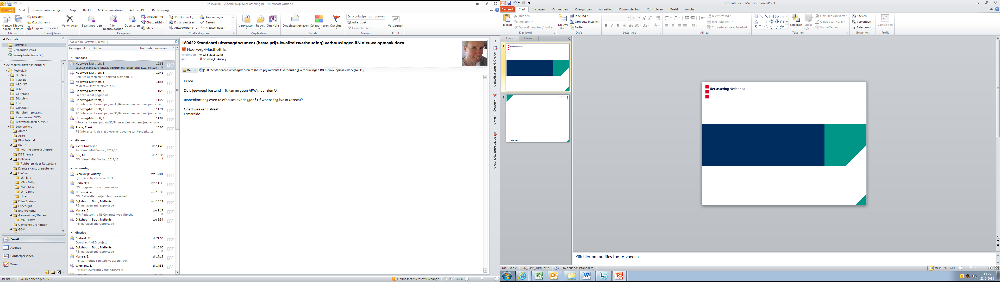 Postvak IN - A.Schalkwijk@reclassering.nl - Microsoft Outlook
Bestand Start Verzenden/ontvangen Map Beeld McAfee e-mailscan Adobe PDF Reclassering
Nieuwe e-mail
Nieuwe items
Nieuw
Negeren
Opschonen
Ongewenste e-mail
Verwijderen
Verwijderen
Beantwoorden
Allen beantwoorden
Doorsturen
Vergadering
Chatbericht
Meer
Reageren
JDE Douwe Egb...
E-mail aan team
Antwoorden en ...
Aan manager
Gereed
Nieuwe maken
Snelle stappen
Verplaatsen
Regels
OneNote
Verplaatsen
Ongelezen/gelezen
Categoriseren
Opvolgen
Labels
Een contactpersoon zoeken
Adresboek
E-mail filteren
Zoeken
Vastleggen
Profit
Favorieten
Postvak IN
Verzonden items
Verwijderde items (53)
A.Schalkwijk@reclassering.nl
Postvak IN
!Audrey
!Pascale
ARCHIEF
BHV
Cor/Frank
Digiplein
Edo
GRAYDON
Handig/interessant
Kennissessie ZBO's
Leerwerkplaatsen/ WSU
Leveranciers
Albron
Asito
Blok-Interrek
Breur
Keuring gereedschappen
DB Energie
Dolmans
Rubberen vloer Rotterdam
Drentea kantoormeubelen
EcoSmart
LK - Erik
MN - Betty
NW - Mike
O - Carina
Utrecht
Eden Springs
Eneco/gas
Engie/electra
Gansewinkel/ Renewi
MN - Betty
Gemeente Groningen
GOM
E-mail
Agenda
Contactpersonen
Taken
Items: 57 Herinneringen: 19
Zoeken in Postvak IN (Ctrl+E)
Gerangschikt op: Datum Nieuwste bovenaan
Vandaag
Hoorweg-Masthoff, E. 12:58
180622 Standaard uitvraagdocument (beste prijs-kwaliteitsve...
Hoorweg-Masthoff, E. 12:41
Gemiste oproep met Hoorweg-Masthoff, E.
Hoorweg-Masthoff, E. 11:34
of deze ... ik zit er lekker in ;-)
Hoorweg-Masthoff, E. 11:28
En deze vanaf pagina 20 ...
Hoorweg-Masthoff, E. 11:22
RE: Interessant vanaf pagina 30/44 maar dan met termijnen en a...
Hoorweg-Masthoff, E. 11:21
RE: Interessant vanaf pagina 30/44 maar dan met termijnen en a...
Hoorweg-Masthoff, E. 11:09
Interessant vanaf pagina 30/44 maar dan met termijnen en alle ...
Rocks, Frank 10:00
RE: Interessant, de vraag over vergoeding van tenderkosten
Gisteren
Victor Nickolson do 14:40
Re: Neuer Miet-Vertrag 2017/18
Bos, M. do 13:38
FW: Neuer Miet-Vertrag 2017/18
woensdag
Schalkwijk, Audrey wo 12:01
Cynisme is bevroren verdriet
Corbeek, E. wo 11:36
FW: ongewenste schoonmakers
Nunen, A. van wo 10:36
FW: Calculatieboekje schoonmaakwerk
Dijkshoorn Buur, Mellanie wo 10:14
RE: management rapportage
Marree, B. wo 9:17
FW: Reclassering NL Computerweg Utrecht.
Dijkshoorn Buur, Mellanie wo 8:34
RE: management rapportage
dinsdag
Corbeek, E. di 21:50
Overdracht AED project
Dijkshoorn Buur, Mellanie di 18:00
RE: management rapportage
Marree, B. di 17:19
RE: startnotitie sanitaire voorzieningen
Wigmans, E. di 14:38
RE: Brief Overgang Vending@Work
180622 Standaard uitvraagdocument (beste prijs-kwaliteitsverhouding) verbouwingen RN nieuwe opmaak.docx
Hoorweg-Masthoff, E.
Verzonden: vr 22-6-2018 12:58
Aan: Schalkwijk, Audrey
Bericht 180622 Standaard uitvraagdocument (beste prijs-kwaliteitsverhouding) verbouwingen RN nieuwe opmaak.docx (145 kB)
Hi hoi,
Zie bijgevoegd bestand ... ik kan nu geen ARW meer zien ☺.
Binnenkort nog even telefonisch overleggen? Of woensdag live in Utrecht?
Goed weekend alvast,
Esmaralde
Geen geplande afspraken.
Vandaag: 12 taken
Snelle contactpersonen
Online met Microsoft Exchange 100%
Presentatie2 - Microsoft PowerPoint
Bestand Start Invoegen Ontwerpen Overgangen Animaties Diavoorstelling Controleren Beeld Acrobat
Plakken
Knippen
Kopiëren
Opmaak kopiëren/plakken
Klembord
Nieuwe dia
Indeling
Opnieuw instellen
Sectie
Dia's
24
Lettertype
Tekstrichting
Tekst uitlijnen
Converteren naar SmartArt
Alinea
Schikken
Snelle stijlen
Opvullen van vorm
Omtrek van vorm
Vormeffecten
Tekenen
Zoeken
Vervangen
Selecteren
Bewerken
Vastleggen
Profit
Dia's Overzicht
1
Reclassering Nederland
2
Reclassering Nederland
Klik hier om notities toe te voegen
Dia 1 van 2 'RN_Basis_Turquoise' Nederlands (standaard) 66%
13:25
22-6-2018